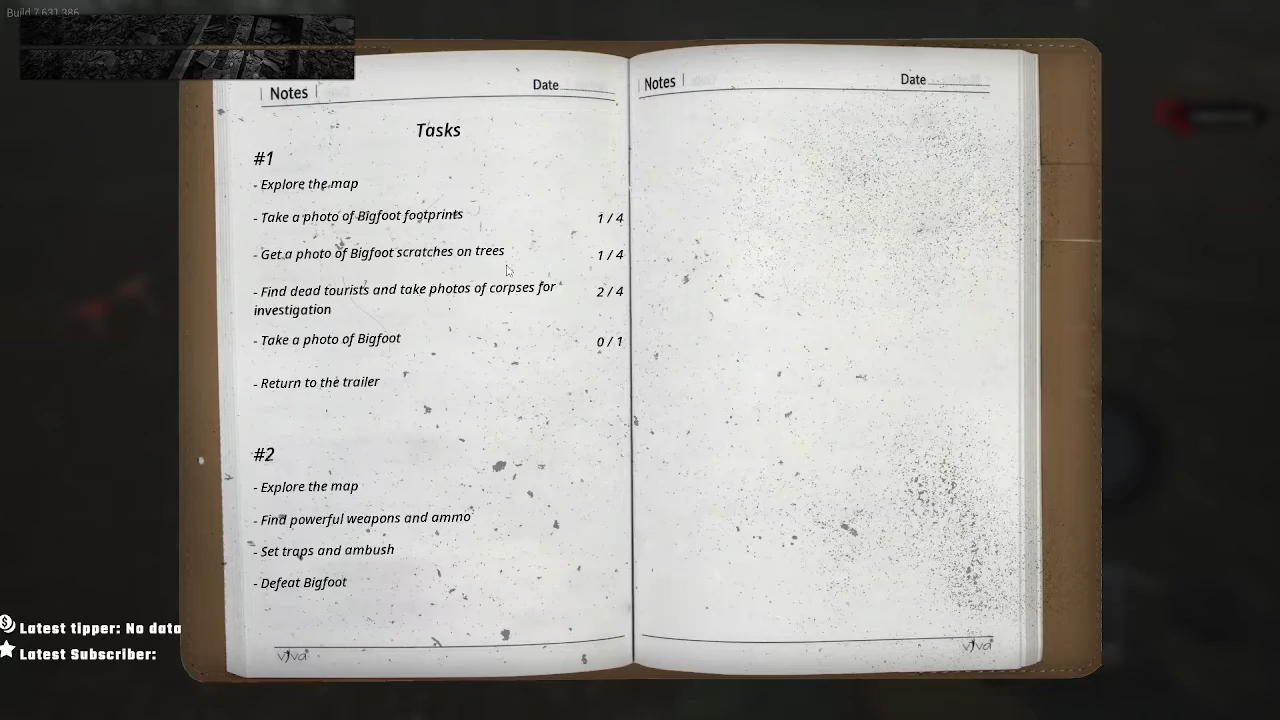 Build 7.631.386
Notes
Date
Notes
Date
Tasks
#1
- Explore the map
- Take a photo of Bigfoot footprints 1 / 4
- Get a photo of Bigfoot scratches on trees 1 / 4
- Find dead tourists and take photos of corpses for 2 / 4
investigation
- Take a photo of Bigfoot 0 / 1
- Return to the trailer
#2
- Explore the map
- Find powerful weapons and ammo
- Set traps and ambush
- Defeat Bigfoot
Latest tipper: No data
Latest Subscriber:
viva
viva